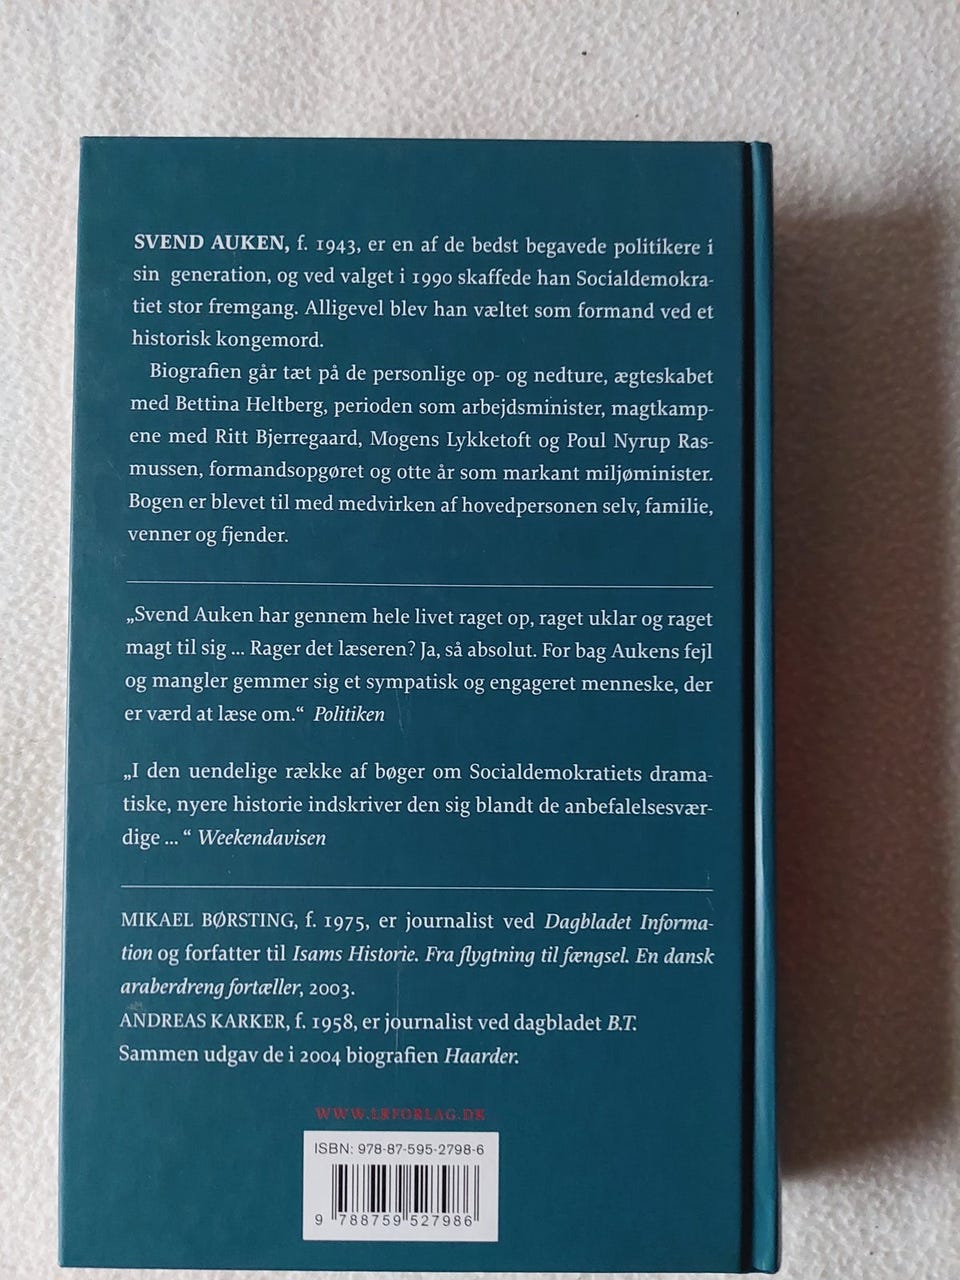 SVEND AUKEN, f. 1943, er en af de bedst begavede politikere i
sin generation, og ved valget i 1990 skaffede han Socialdemokra-
tiet stor fremgang. Alligevel blev han væltet som formand ved et
historisk kongemord.
Biografien går tæt på de personlige op- og nedture, ægteskabet
med Bettina Heltberg, perioden som arbejdsminister, magtkamp-
ene med Ritt Bjerregaard, Mogens Lykketoft og Poul Nyrup Ras-
mussen, formandsopgøret og otte år som markant miljøminister.
Bogen er blevet til med medvirken af hovedpersonen selv, familie,
venner og fjender.
„Svend Auken har gennem hele livet raget op, raget uklar og raget
magt til sig ... Rager det læseren? Ja, så absolut. For bag Aukens fejl
og mangler gemmer sig et sympatisk og engageret menneske, der
er værd at læse om.“ Politiken
„I den uendelige række af bøger om Socialdemokratiets drama-
tiske, nyere historie indskriver den sig blandt de anbefalelsesvær-
dige ... “ Weekendavisen
MIKAEL BØRSTING, f. 1975, er journalist ved Dagbladet Informa-
tion og forfatter til Isams Historie. Fra flygtning til fængsel. En dansk
araberdreng fortæller, 2003.
ANDREAS KARKER, f. 1958, er journalist ved dagbladet B.T.
Sammen udgav de i 2004 biografien Haarder.
WWW.LRFORLAG.DK
ISBN: 978-87-595-2798-6
9 788759 527986